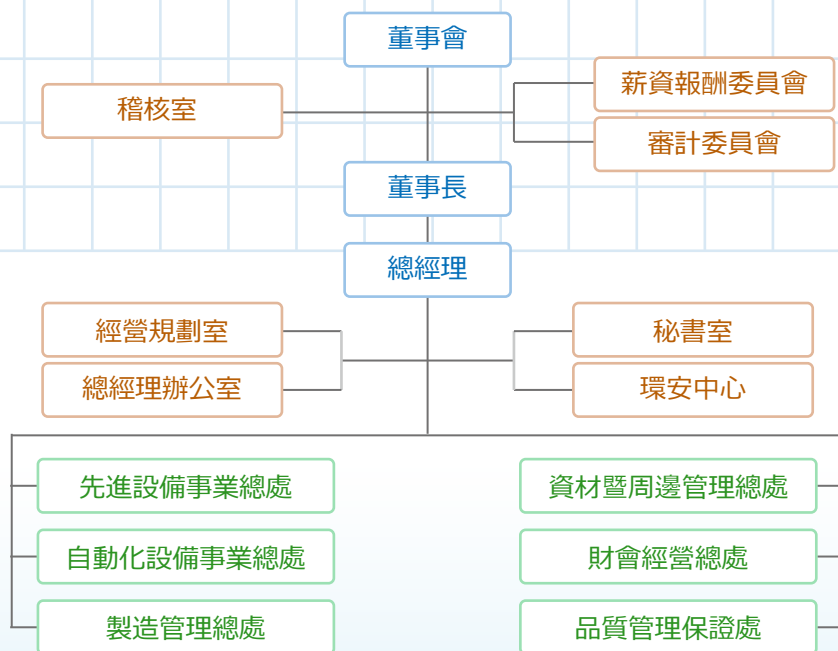 董事會
薪資報酬委員會
稽核室
審計委員會
董事長
總經理
經營規劃室
秘書室
總經理辦公室
環安中心
先進設備事業總處
資材暨周邊管理總處
自動化設備事業總處
財會經營總處
製造管理總處
品質管理保證處